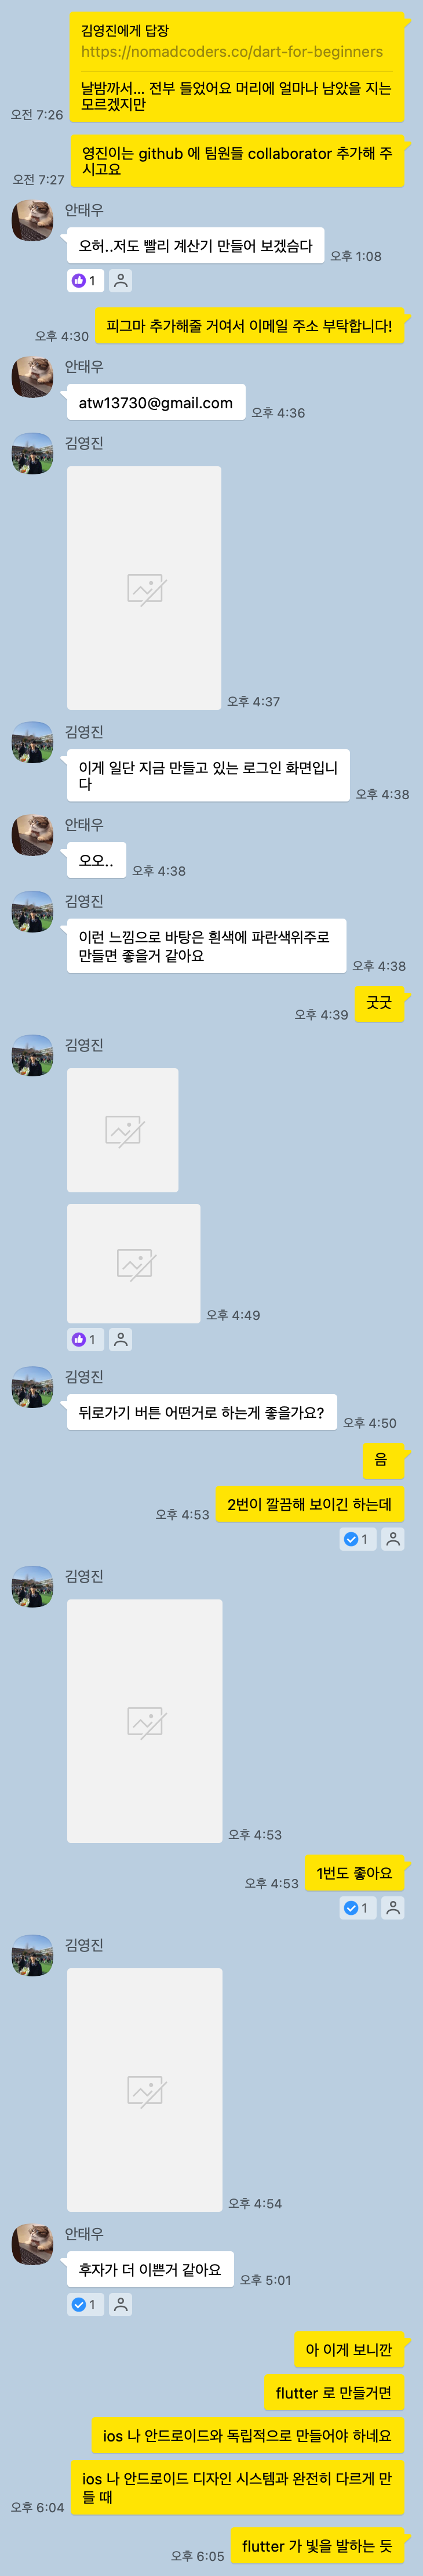 김영진에게 답장
https://nomadcoders.co/dart-for-beginners
날밤까서... 전부 들었어요 머리에 얼마나 남았을 지는
모르겠지만
오전 7:26
영진이는 github 에 팀원들 collaborator 추가해 주
시고요
오전 7:27
안태우
오허..저도 빨리 계산기 만들어 보겠슴다
오후 1:08
1
피그마 추가해줄 거여서 이메일 주소 부탁합니다!
오후 4:30
안태우
atw13730@gmail.com
오후 4:36
김영진
오후 4:37
김영진
이게 일단 지금 만들고 있는 로그인 화면입니
다
오후 4:38
안태우
오오..
오후 4:38
김영진
이런 느낌으로 바탕은 흰색에 파란색위주로
만들면 좋을거 같아요
오후 4:38
굿굿
오후 4:39
김영진
오후 4:49
1
김영진
뒤로가기 버튼 어떤거로 하는게 좋을가요?
오후 4:50
음
2번이 깔끔해 보이긴 하는데
오후 4:53
1
김영진
오후 4:53
1번도 좋아요
오후 4:53
1
김영진
오후 4:54
안태우
후자가 더 이쁜거 같아요
오후 5:01
1
아 이게 보니깐
flutter 로 만들거면
ios 나 안드로이드와 독립적으로 만들어야 하네요
ios 나 안드로이드 디자인 시스템과 완전히 다르게 만
들 때
오후 6:04
flutter 가 빛을 발하는 듯
오후 6:05